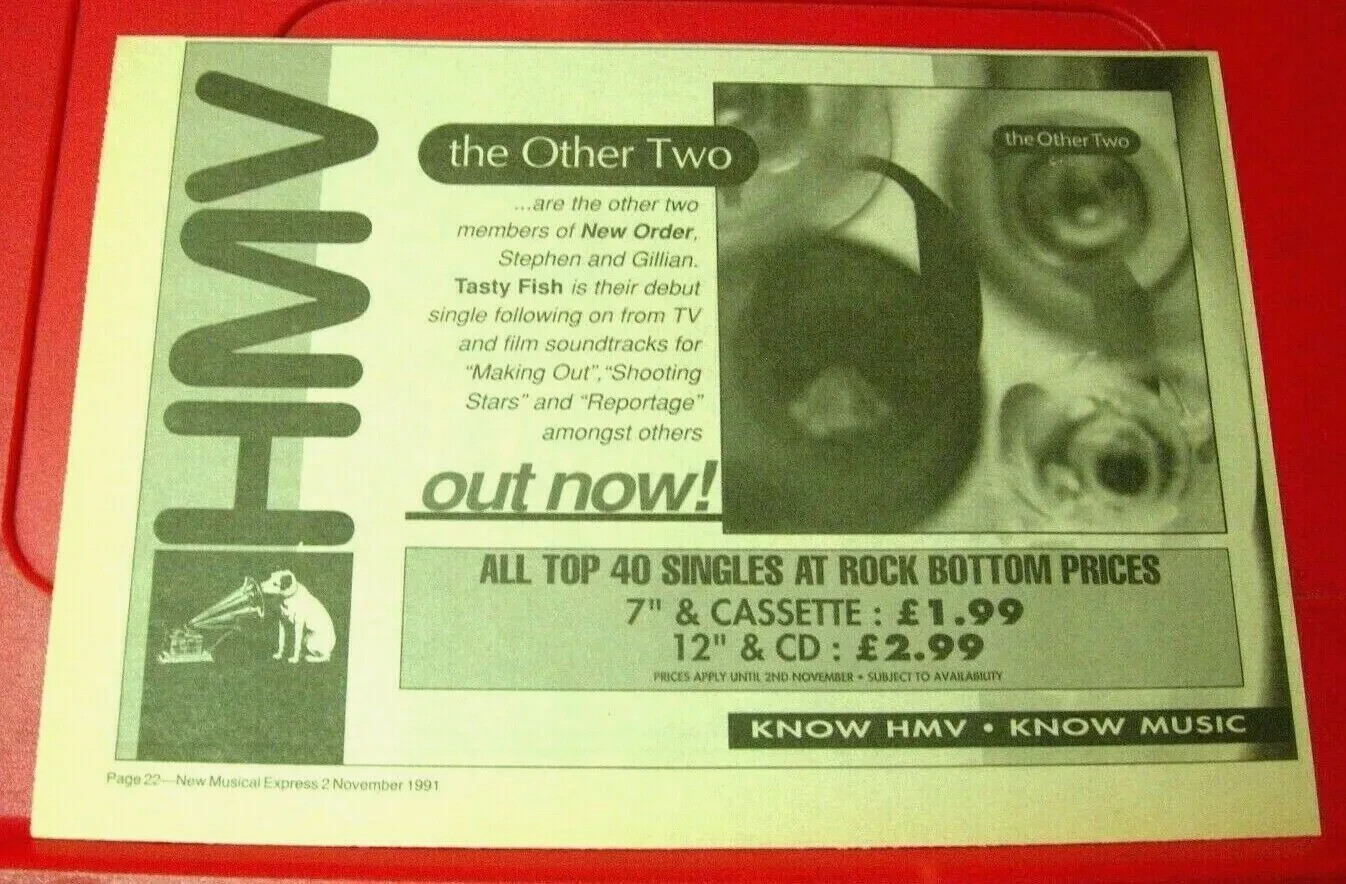 HMV
the Other Two
...are the other two
members of New Order,
Stephen and Gillian.
Tasty Fish is their debut
single following on from TV
and film soundtracks for
"Making Out", "Shooting
Stars" and "Reportage"
amongst others
out now!
the Other Two
ALL TOP 40 SINGLES AT ROCK BOTTOM PRICES
7" & CASSETTE : £1.99
12" & CD : £2.99
PRICES APPLY UNTIL 2ND NOVEMBER • SUBJECT TO AVAILABILITY
KNOW HMV • KNOW MUSIC
Page 22—New Musical Express 2 November 1991